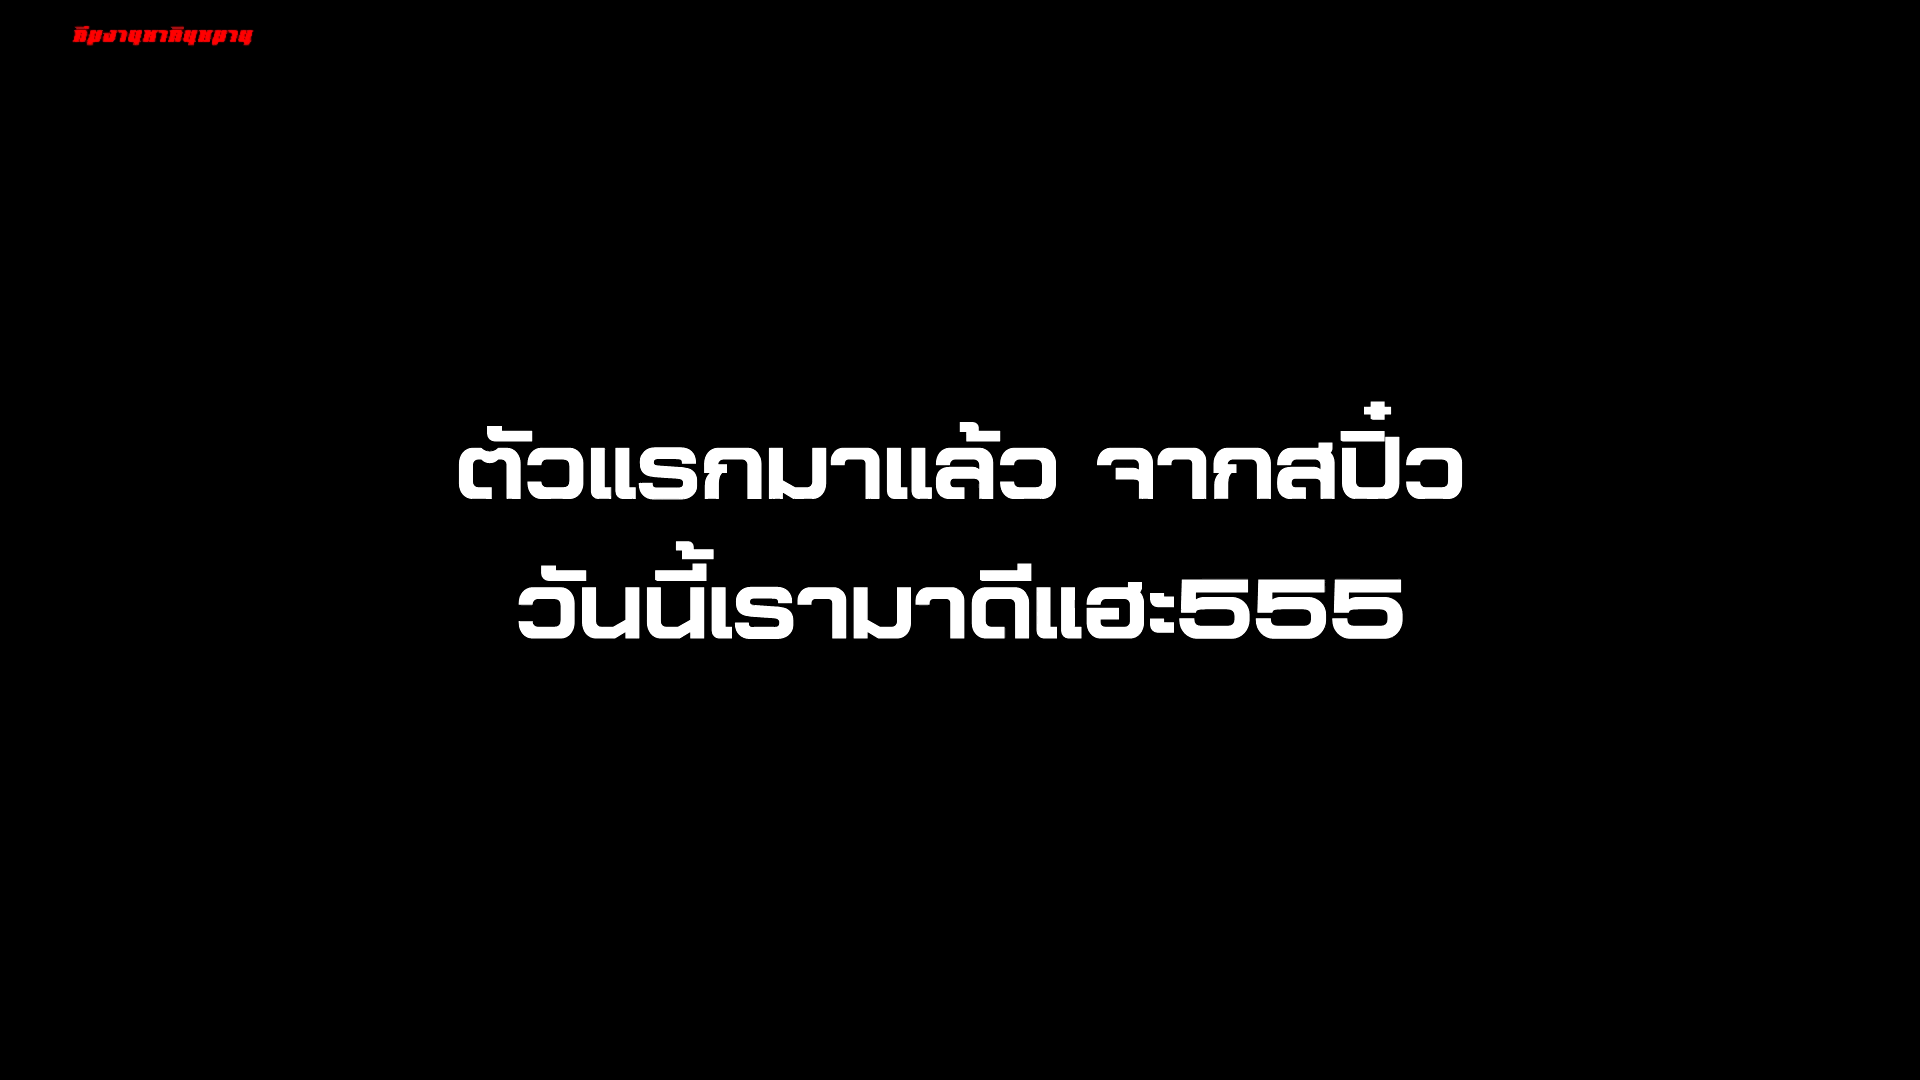 ตัวแรกมาแล้ว จากสปิ๋ว
วันนี้เรามาดีแฮะ555